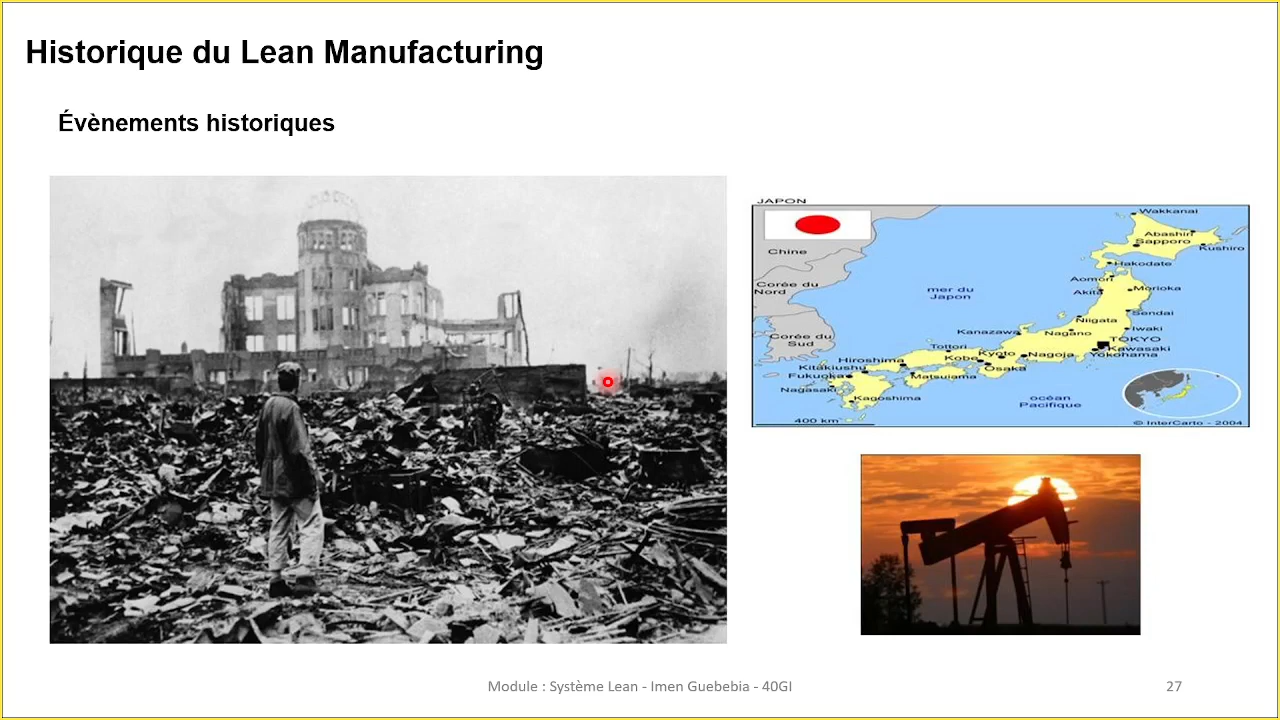 Historique du Lean Manufacturing
Évènements historiques
JAPON
Chine
Corée du
Nord
Corée du
Sud
mer du
Japon
océan
Pacifique
Wakkanai
Abashiri
Sapporo
Kushiro
Hakodate
Aomori
Akita
Morioka
Sendai
Niigata
Iwaki
Nagano
Kanazawa
TOKYO
Kawasaki
Yokohama
Tottori
Kyoto
Nagoja
Kobe
Osaka
Hiroshima
Kitakiushu
Fukuoka
Matsuiama
Nagasaki
Kagoshima
400 km
© InterCarto - 2004
Module : Système Lean - Imen Guebebia - 40GI
27